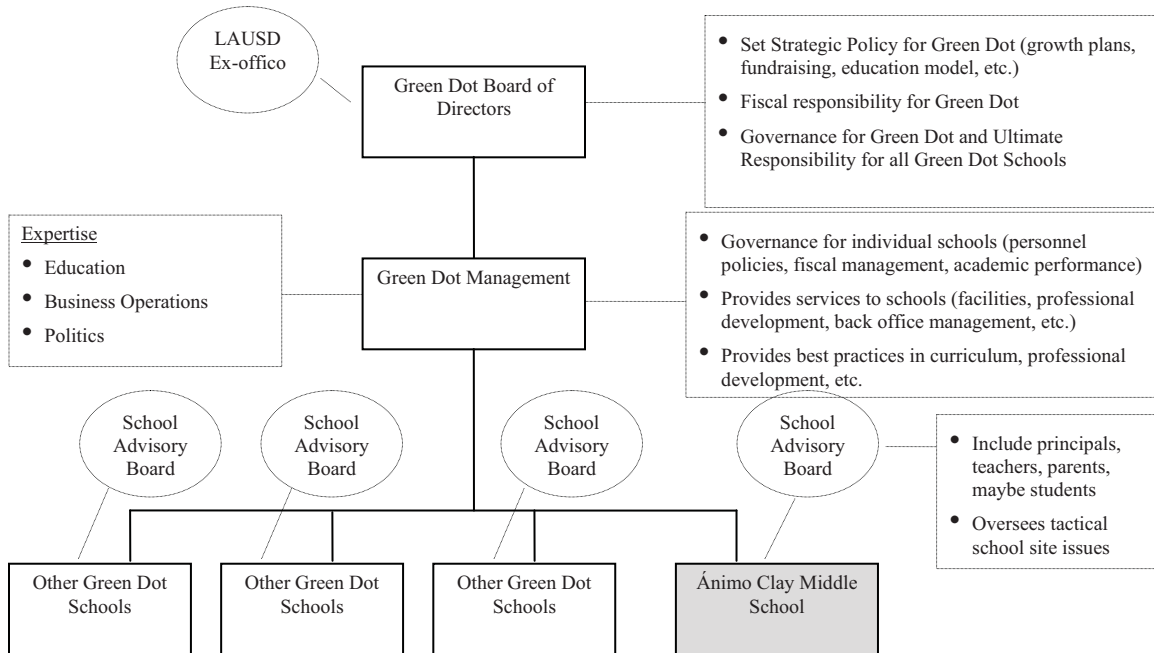 LAUSD
Ex-offico
Green Dot Board of
Directors
• Set Strategic Policy for Green Dot (growth plans,
fundraising, education model, etc.)
• Fiscal responsibility for Green Dot
• Governance for Green Dot and Ultimate
Responsibility for all Green Dot Schools
Expertise
• Education
• Business Operations
• Politics
Green Dot Management
• Governance for individual schools (personnel
policies, fiscal management, academic performance)
• Provides services to schools (facilities, professional
development, back office management, etc.)
• Provides best practices in curriculum, professional
development, etc.
School
Advisory
Board
School
Advisory
Board
School
Advisory
Board
School
Advisory
Board
• Include principals,
teachers, parents,
maybe students
• Oversees tactical
school site issues
Other Green Dot
Schools
Other Green Dot
Schools
Other Green Dot
Schools
Ánimo Clay Middle
School